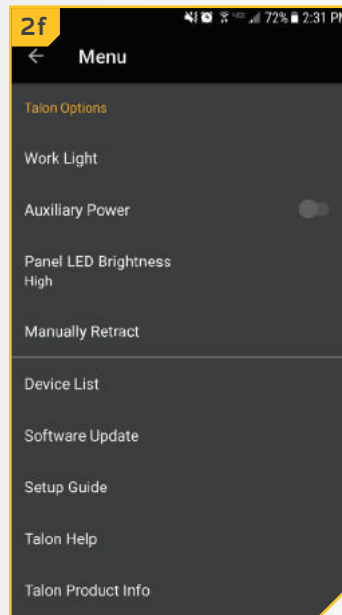 2f
72% 2:31 PM
Menu
Talon Options
Work Light
Auxiliary Power
Panel LED Brightness
High
Manually Retract
Device List
Software Update
Setup Guide
Talon Help
Talon Product Info